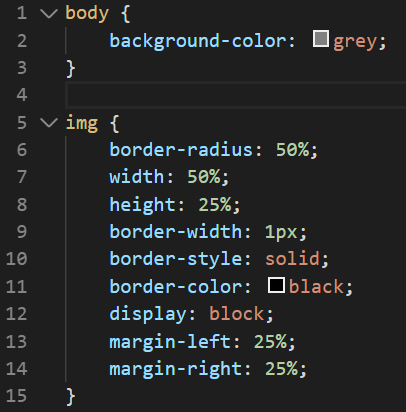 1 body {
2     background-color: grey;
3 }
4
5 img {
6     border-radius: 50%;
7     width: 50%;
8     height: 25%;
9     border-width: 1px;
10     border-style: solid;
11     border-color: black;
12     display: block;
13     margin-left: 25%;
14     margin-right: 25%;
15 }